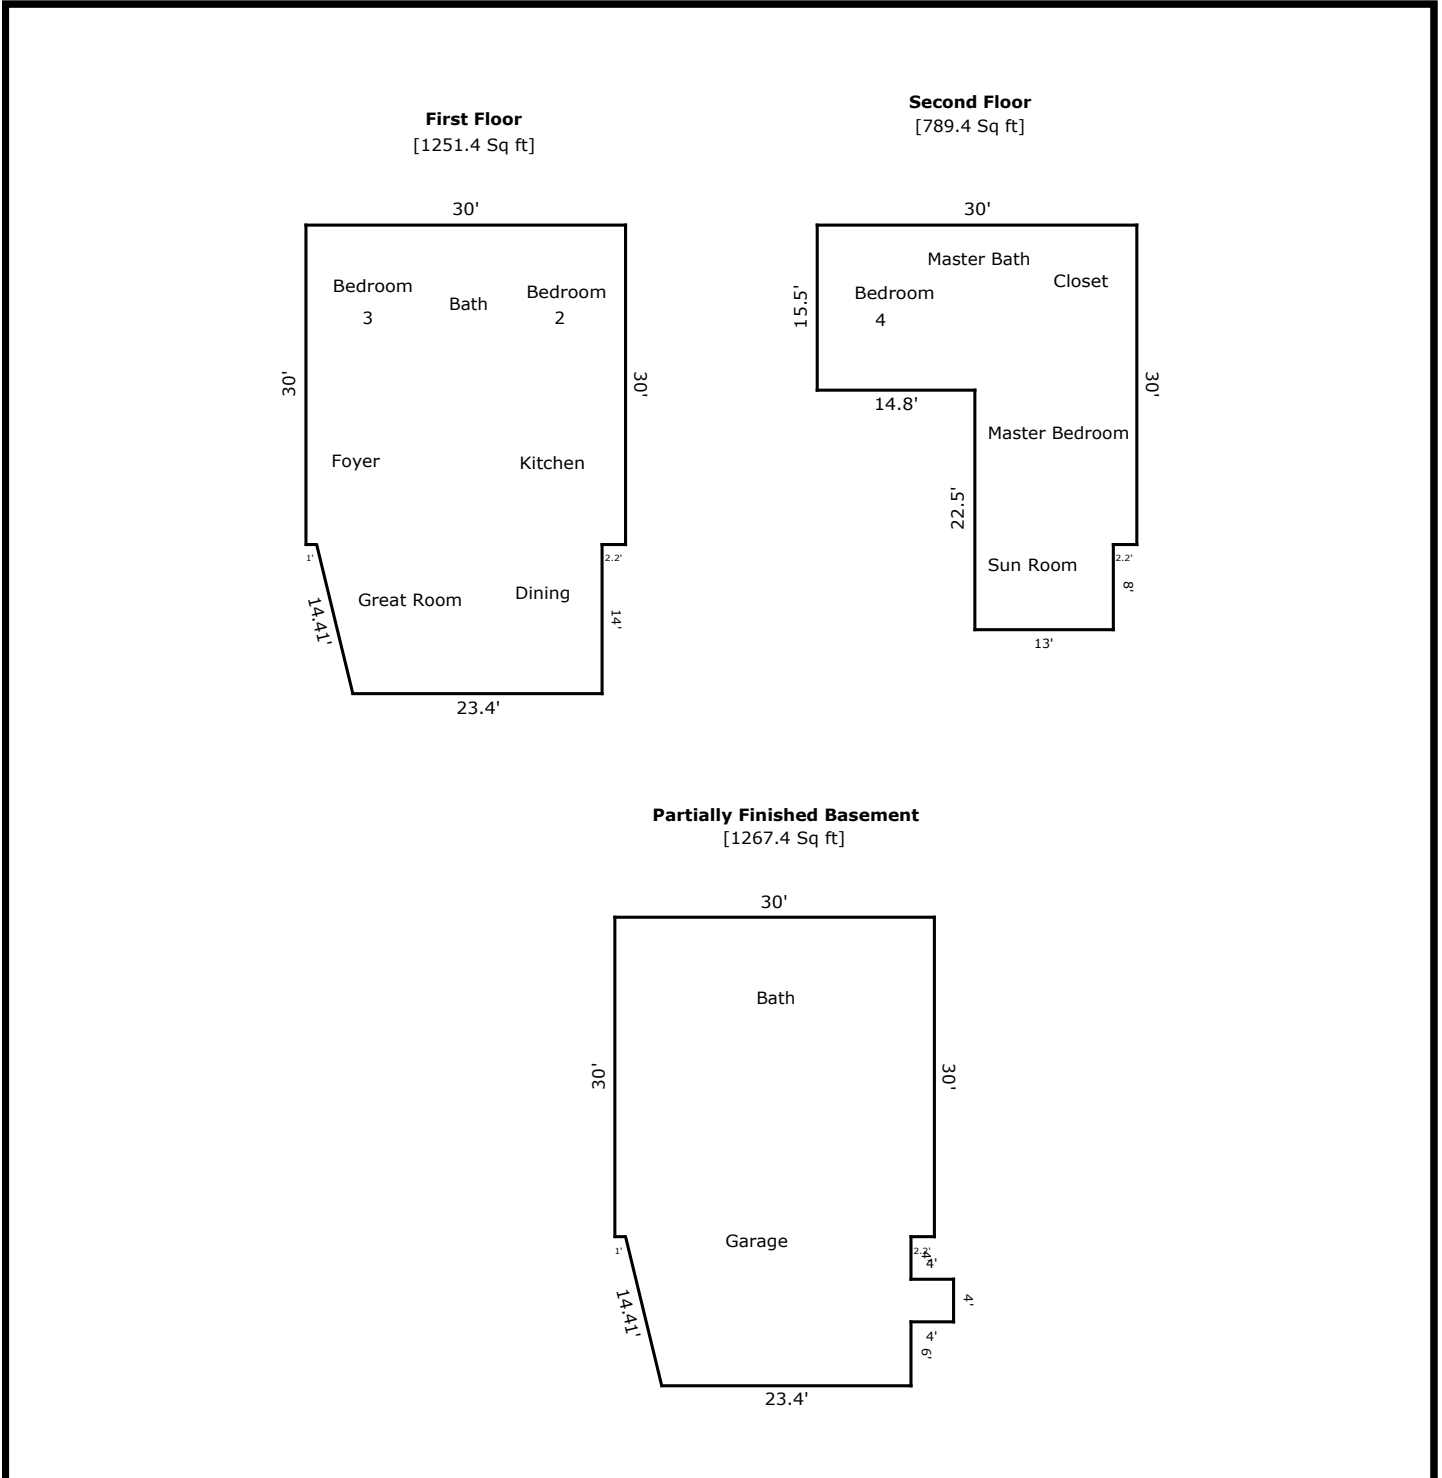 First Floor
[1251.4 Sq ft]
30'
Bedroom
3
Bath
Bedroom
2
30'
30'
Foyer
Kitchen
1'
2.2'
14.41'
Great Room
Dining
14'
23.4'
Second Floor
[789.4 Sq ft]
30'
Master Bath
Closet
Bedroom
4
15.5'
14.8'
30'
Master Bedroom
22.5'
Sun Room
2.2'
8'
13'
Partially Finished Basement
[1267.4 Sq ft]
30'
Bath
30'
30'
Garage
1'
2.2'
4'
4'
14.41'
4'
4'
6'
23.4'